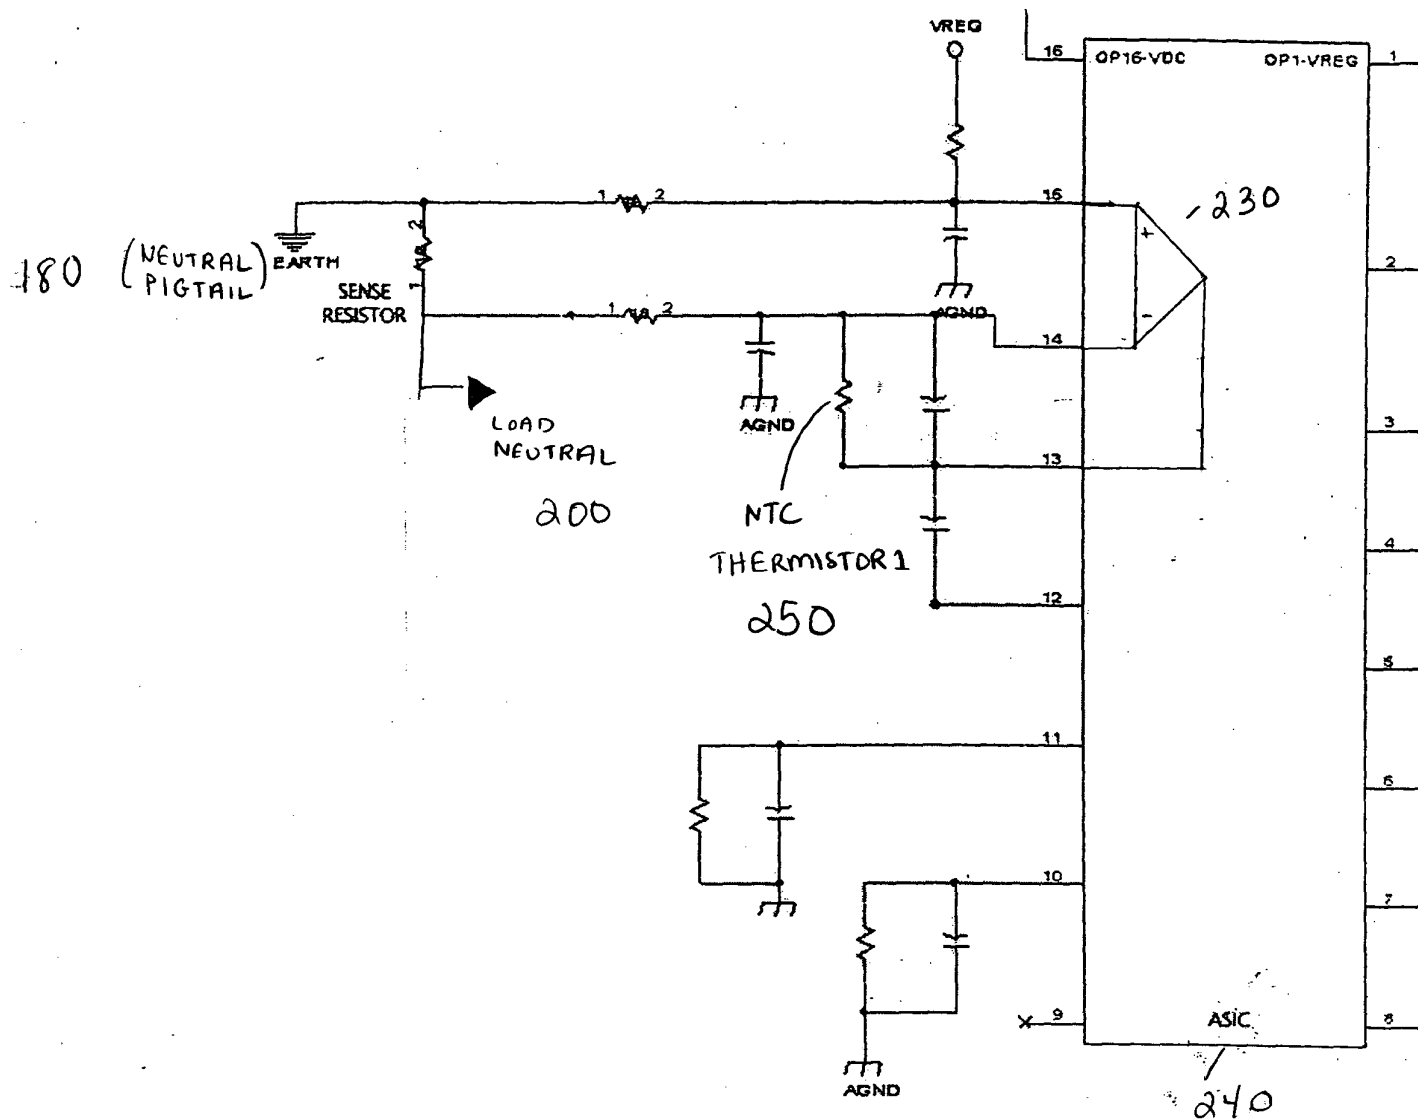 VREG
16
OP16-VDC
OP1-VREG
1
1
2
15
230
+
2
180
(NEUTRAL PIGTAIL)
EARTH
2
1
SENSE
RESISTOR
1
2
AGND
14
-
AGND
3
LOAD
NEUTRAL
200
13
NTC
THERMISTOR 1
250
4
12
5
11
6
10
7
9
ASIC
8
AGND
240